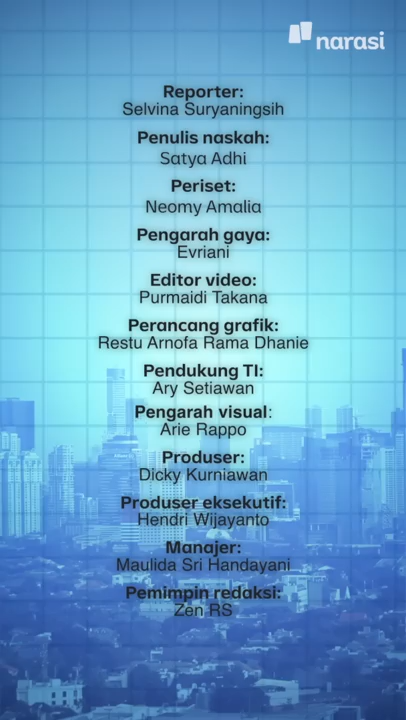 narasi
Reporter:
Selvina Suryaningsih
Penulis naskah:
Satya Adhi
Periset:
Neomy Amalia
Pengarah gaya:
Evriani
Editor video:
Purmaidi Takana
Perancang grafik:
Restu Arnofa Rama Dhanie
Pendukung TI:
Ary Setiawan
Pengarah visual:
Arie Rappo
Produser:
Dicky Kurniawan
Produser eksekutif:
Hendri Wijayanto
Manajer:
Maulida Sri Handayani
Pemimpin redaksi:
Zen RS